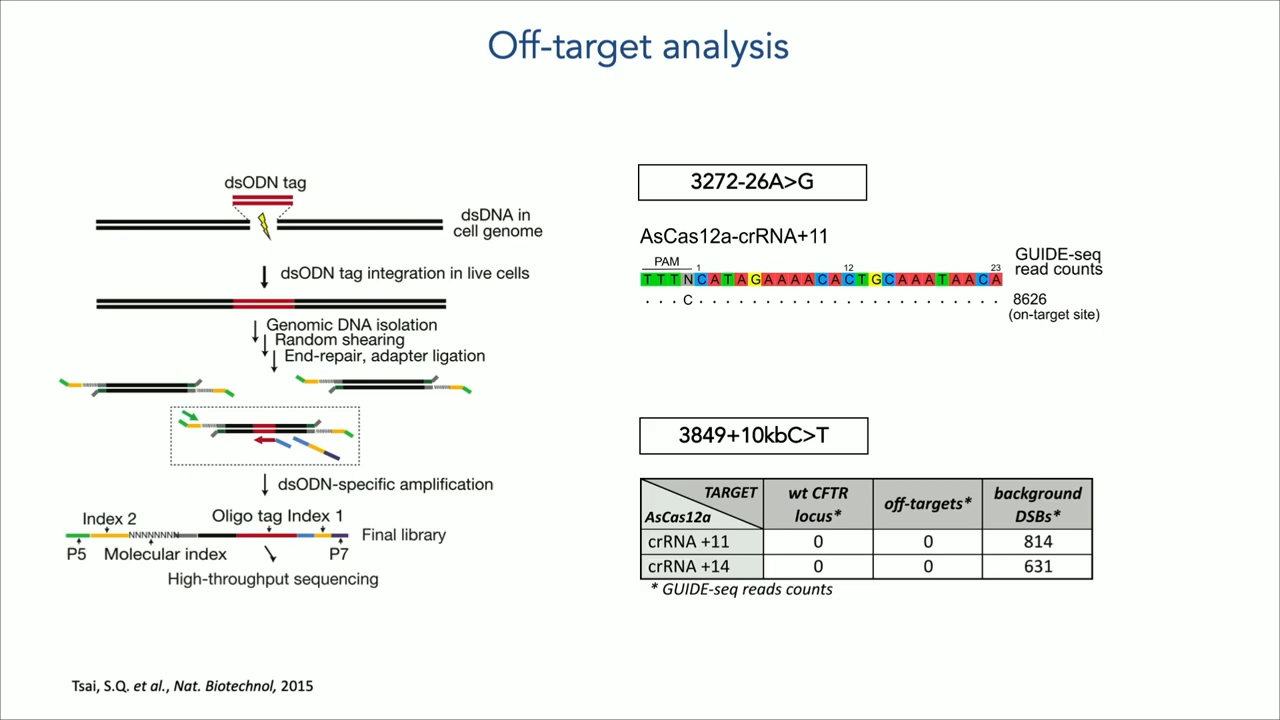 Off-target analysis
dsODN tag
dsDNA in
cell genome
dsODN tag integration in live cells
Genomic DNA isolation
Random shearing
End-repair, adapter ligation
dsODN-specific amplification
Index 2
Oligo tag Index 1
NNNNNNNN
Final library
P5
Molecular index
P7
High-throughput sequencing
Tsai, S.Q. et al., Nat. Biotechnol, 2015
3272-26A>G
AsCas12a-crRNA+11
PAM
1 12 23
TTTNCATAGAAAACACTGCAAATAACA
. . . C . . . . . . . . . . . . . . . . . . . . . . .
GUIDE-seq
read counts
8626
(on-target site)
3849+10kbC>T
TARGET
AsCas12a
wt CFTR
locus*
off-targets*
background
DSBs*
crRNA +11 0 0 814
crRNA +14 0 0 631
* GUIDE-seq reads counts